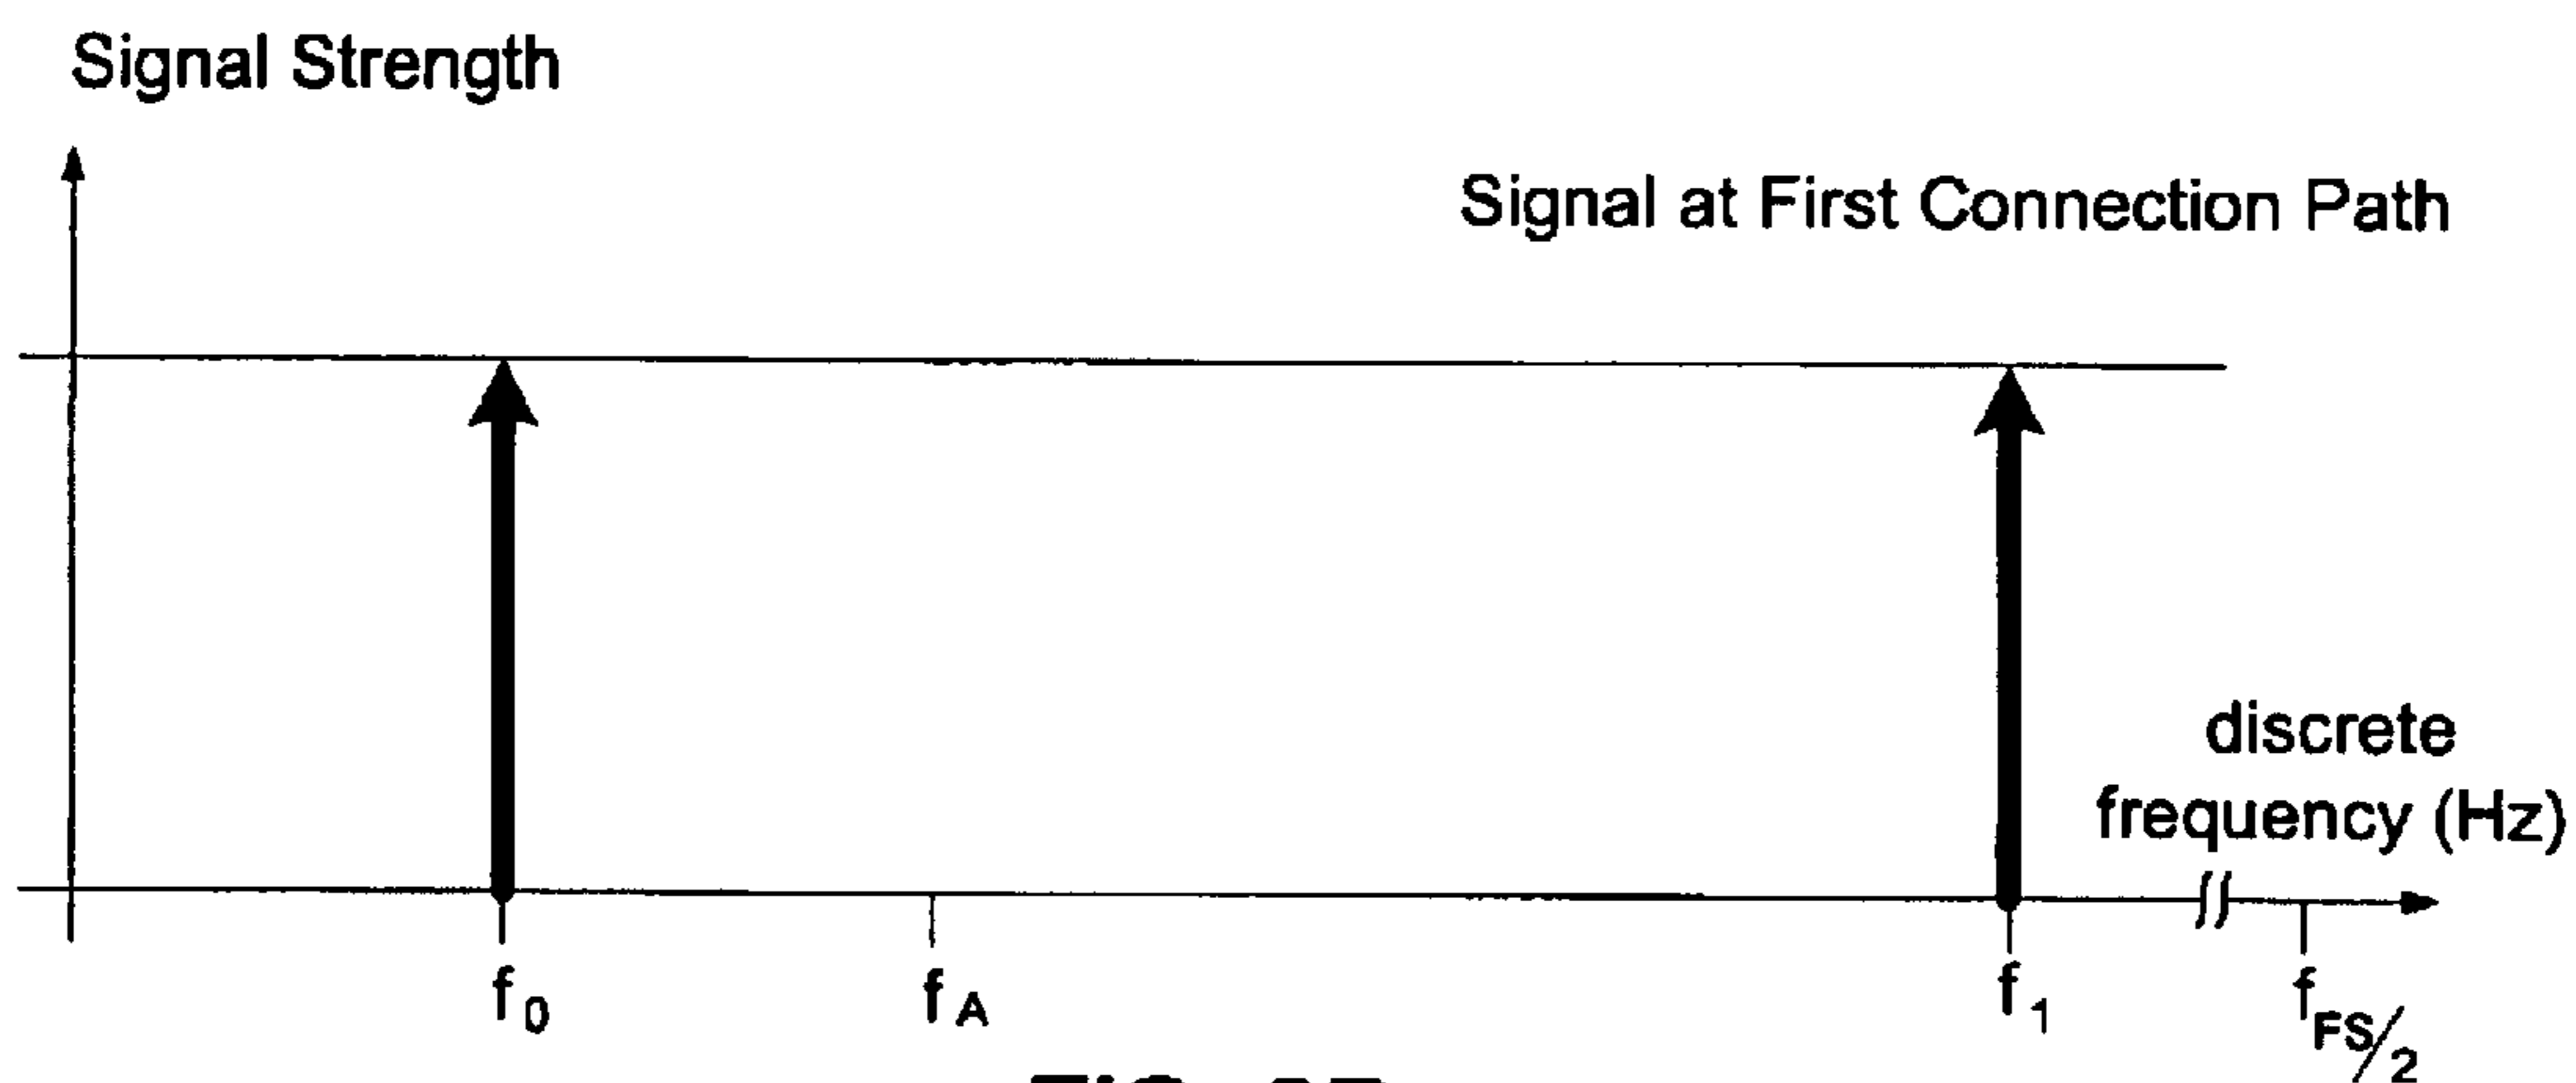 Signal Strength
Signal at First Connection Path
discrete
frequency (Hz)
f0
fA
f1
fFS/2